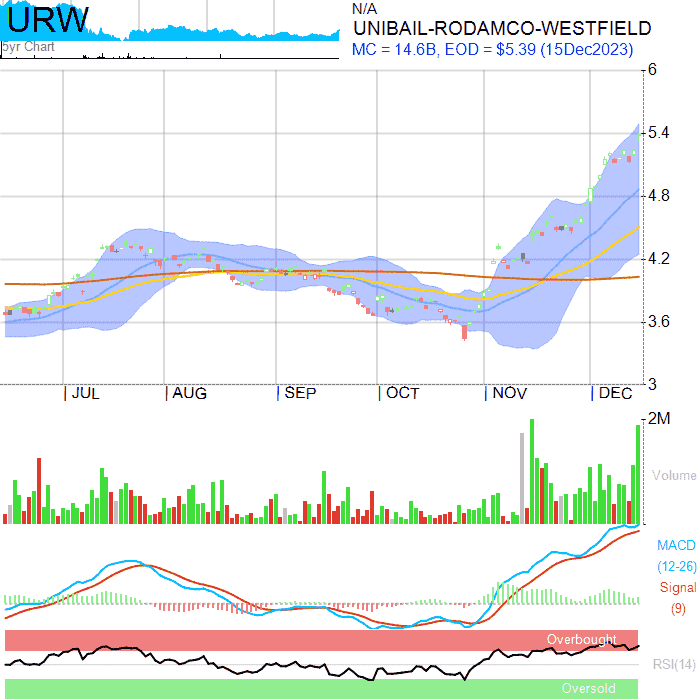 URW
5yr Chart
N/A
UNIBAIL-RODAMCO-WESTFIELD
MC = 14.6B, EOD = $5.39 (15Dec2023)
6
5.4
4.8
4.2
3.6
3
JUL AUG SEP OCT NOV DEC
2M
Volume
MACD
(12-26)
Signal
(9)
Overbought
RSI(14)
Oversold